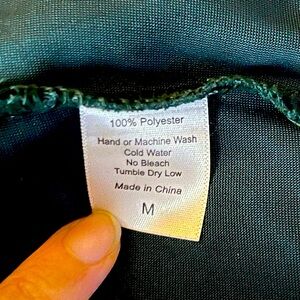 100% Polyester
Hand or Machine Wash
Cold Water
No Bleach
Tumble Dry Low
Made in China
M